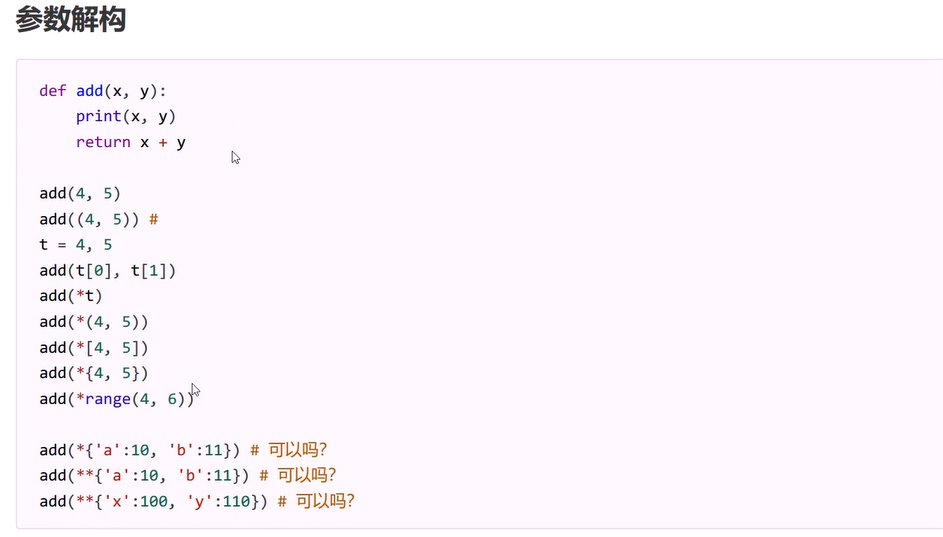 参数解构
def add(x, y):
    print(x, y)
    return x + y
add(4, 5)
add((4, 5)) #
t = 4, 5
add(t[0], t[1])
add(*t)
add(*(4, 5))
add(*[4, 5])
add(*{4, 5})
add(*range(4, 6))
add(*{'a':10, 'b':11}) # 可以吗?
add(**{'a':10, 'b':11}) # 可以吗?
add(**{'x':100, 'y':110}) # 可以吗?